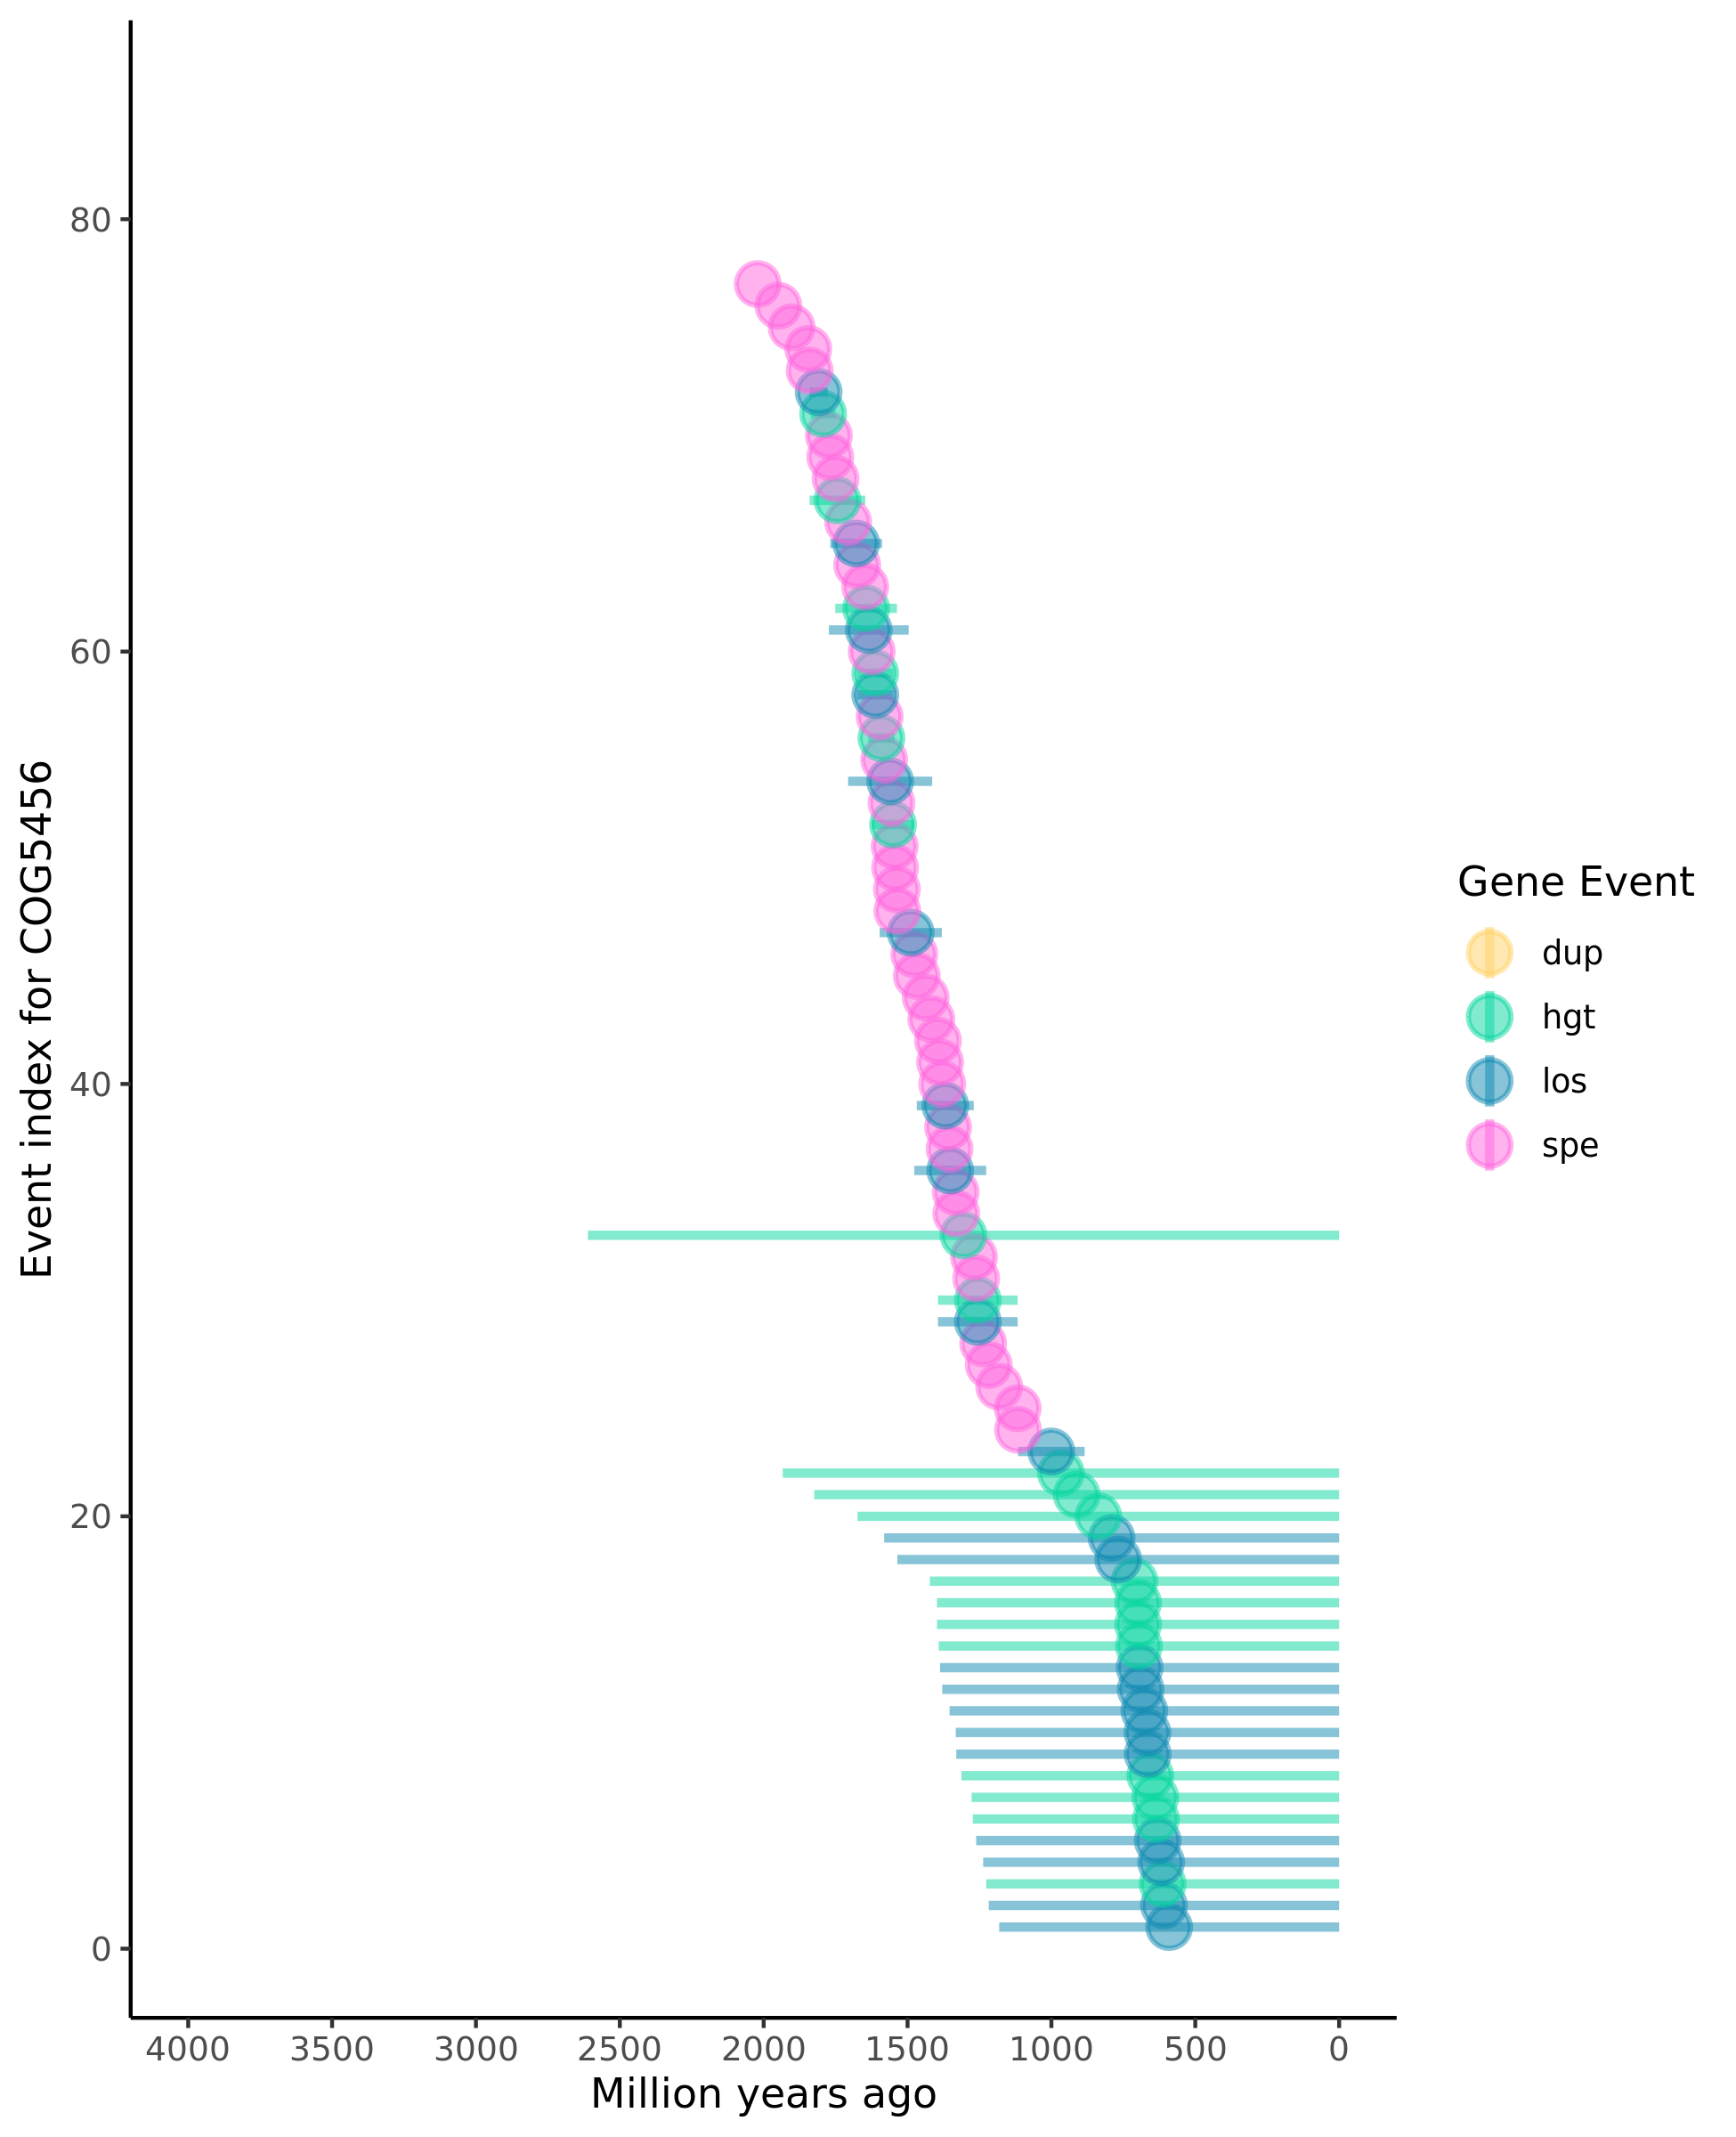 Event index for COG5456
80
60
40
20
0
4000 3500 3000 2500 2000 1500 1000 500 0
Million years ago
Gene Event
dup
hgt
los
spe